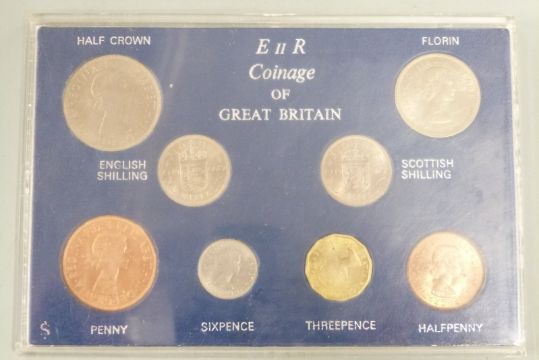 HALF CROWN
E II R
FLORIN
Coinage
OF
GREAT BRITAIN
ENGLISH
SHILLING
SCOTTISH
SHILLING
PENNY
SIXPENCE
THREEPENCE
HALFPENNY